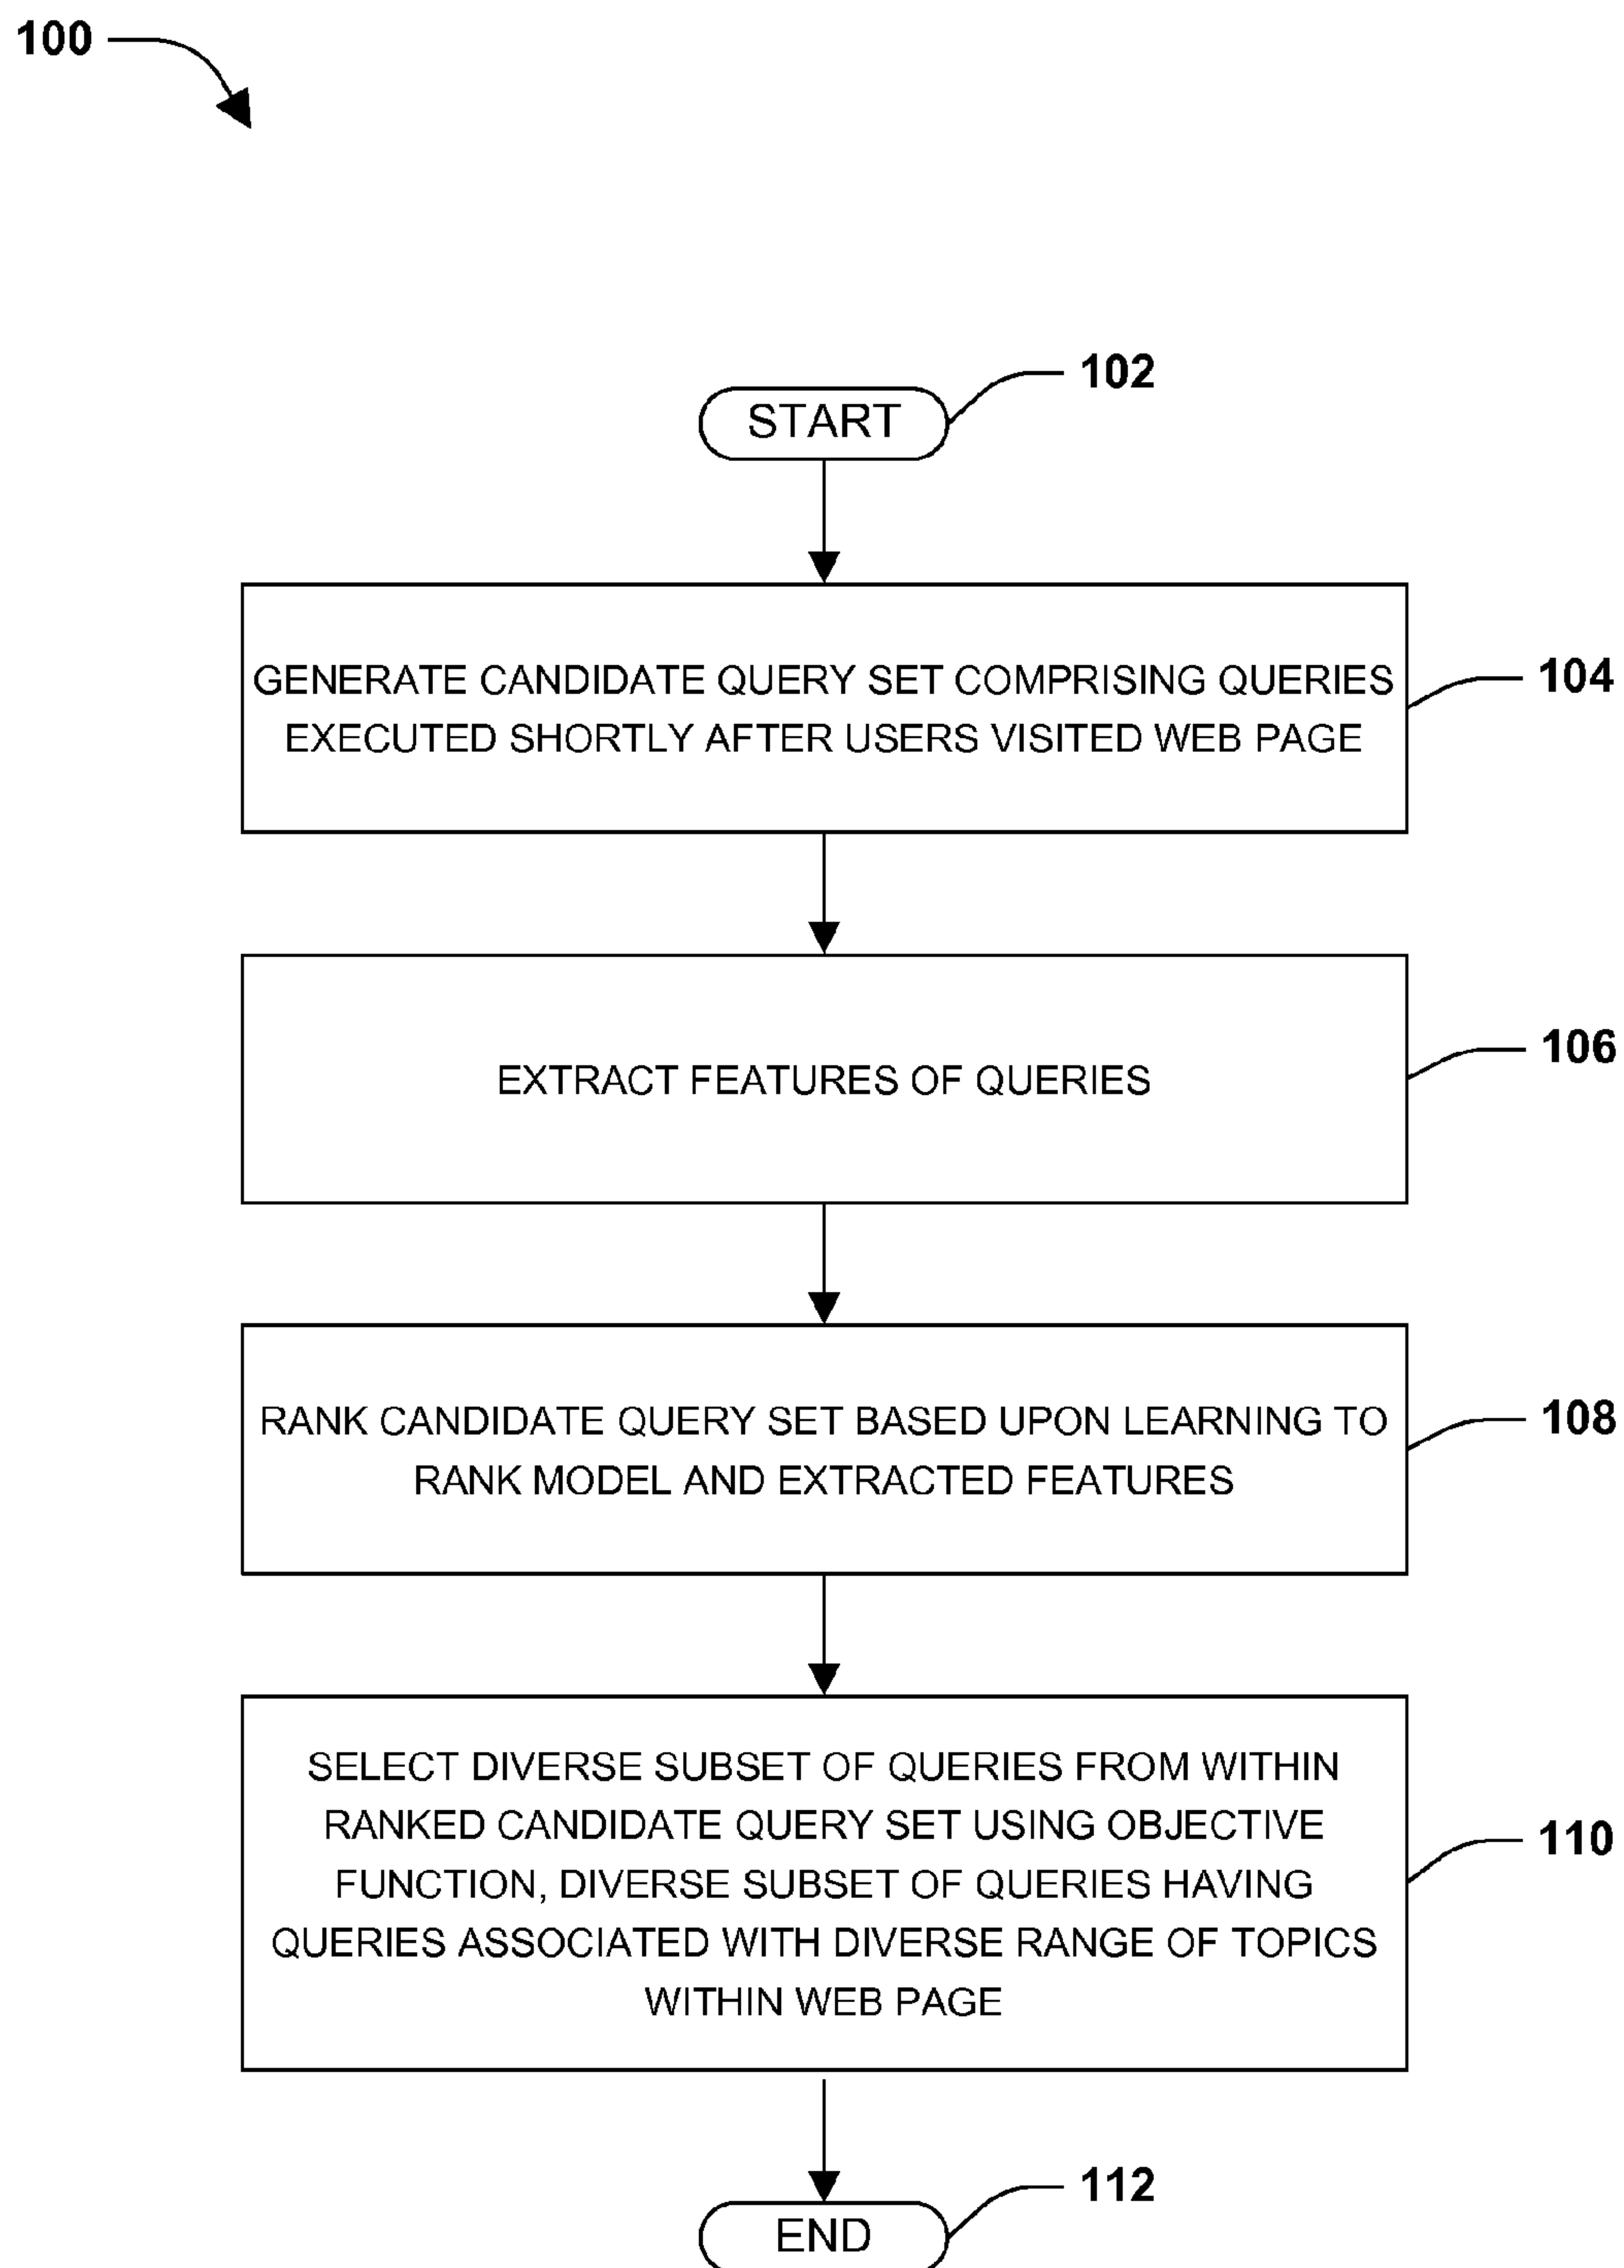 100
102
START
GENERATE CANDIDATE QUERY SET COMPRISING QUERIES
EXECUTED SHORTLY AFTER USERS VISITED WEB PAGE
104
EXTRACT FEATURES OF QUERIES
106
RANK CANDIDATE QUERY SET BASED UPON LEARNING TO
RANK MODEL AND EXTRACTED FEATURES
108
SELECT DIVERSE SUBSET OF QUERIES FROM WITHIN
RANKED CANDIDATE QUERY SET USING OBJECTIVE
FUNCTION, DIVERSE SUBSET OF QUERIES HAVING
QUERIES ASSOCIATED WITH DIVERSE RANGE OF TOPICS
WITHIN WEB PAGE
110
112
END